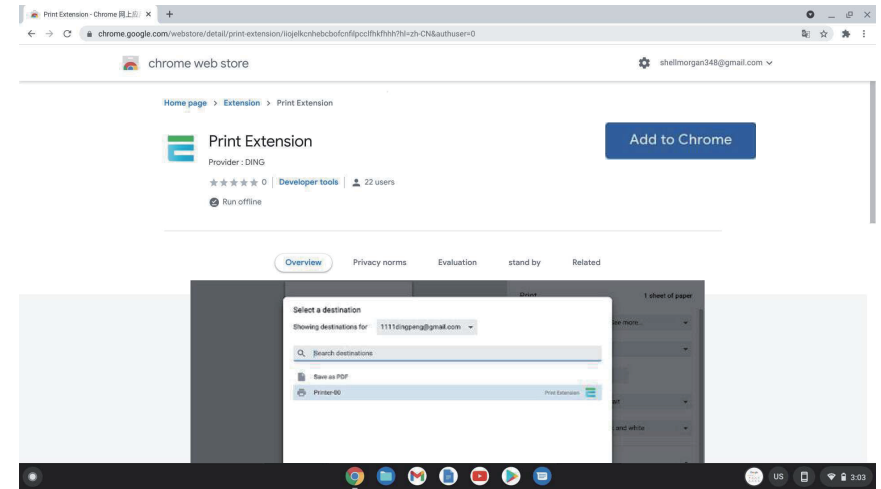 Print Extension - Chrome 网上应
chrome.google.com/webstore/detail/print-extension/iiojelkcnhebcbofcnfilpcclfhkfhhh?hl=zh-CN&authuser=0
chrome web store
shellmorgan348@gmail.com
Home page > Extension > Print Extension
Print Extension
Add to Chrome
Provider : DING
0 | Developer tools | 22 users
Run offline
Overview Privacy norms Evaluation stand by Related
Print 1 sheet of paper
Select a destination
Showing destinations for 1111dingpeng@gmail.com
See more...
Search destinations
Save as PDF
Printer-00 Print Extension
and white
US 3:03